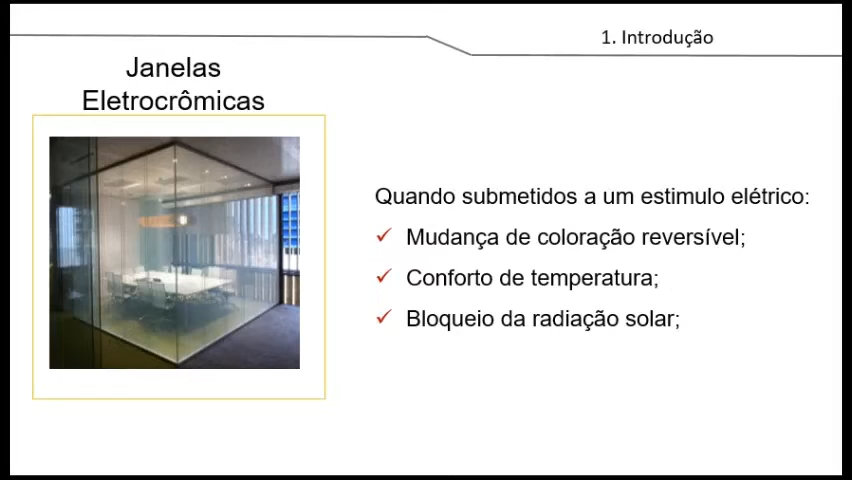 1. Introdução
Janelas
Eletrocrômicas
Quando submetidos a um estimulo elétrico:
Mudança de coloração reversível;
Conforto de temperatura;
Bloqueio da radiação solar;